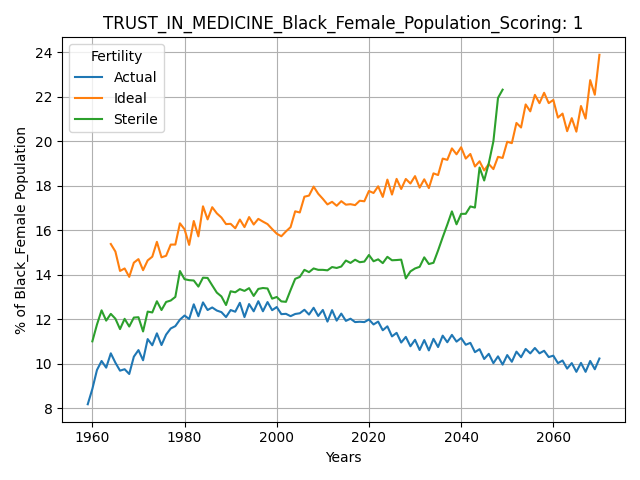 TRUST_IN_MEDICINE_Black_Female_Population_Scoring: 1
Fertility
Actual
Ideal
Sterile
% of Black_Female Population
24
22
20
18
16
14
12
10
8
1960 1980 2000 2020 2040 2060
Years